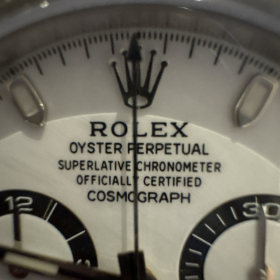 ROLEX
OYSTER PERPETUAL
SUPERLATIVE CHRONOMETER
OFFICIALLY CERTIFIED
COSMOGRAPH
12
30